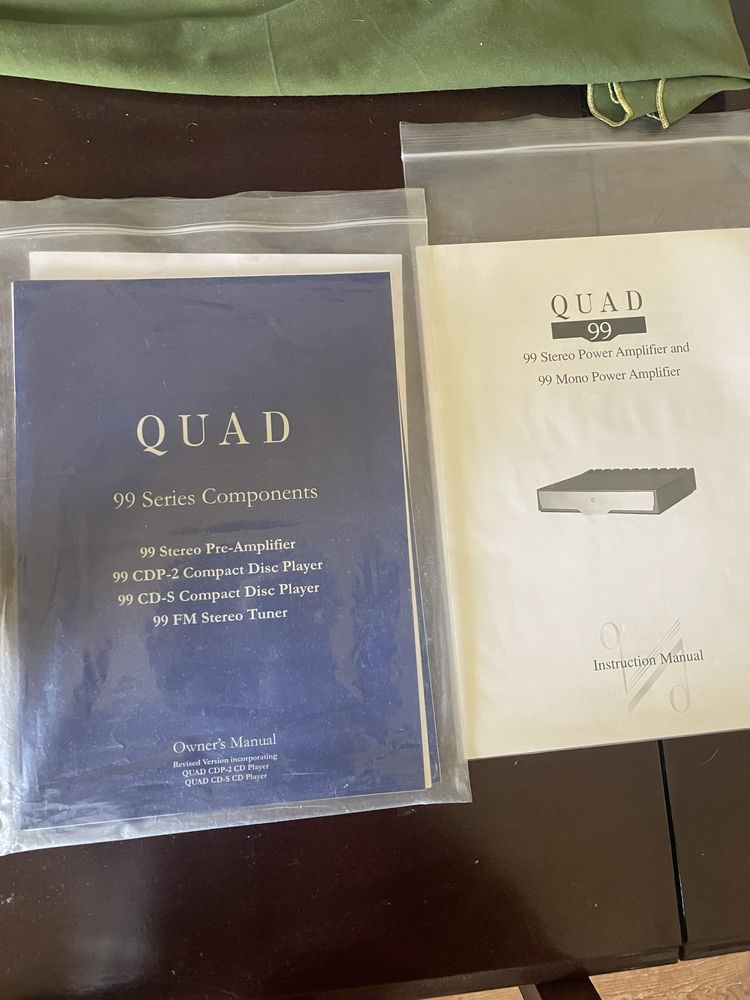 QUAD
99 Series Components
99 Stereo Pre-Amplifier
99 CDP-2 Compact Disc Player
99 CD-S Compact Disc Player
99 FM Stereo Tuner
Owner's Manual
Revised Version incorporating
QUAD CDP-2 CD Player
QUAD CD-S CD Player
QUAD
99
99 Stereo Power Amplifier and
99 Mono Power Amplifier
Instruction Manual